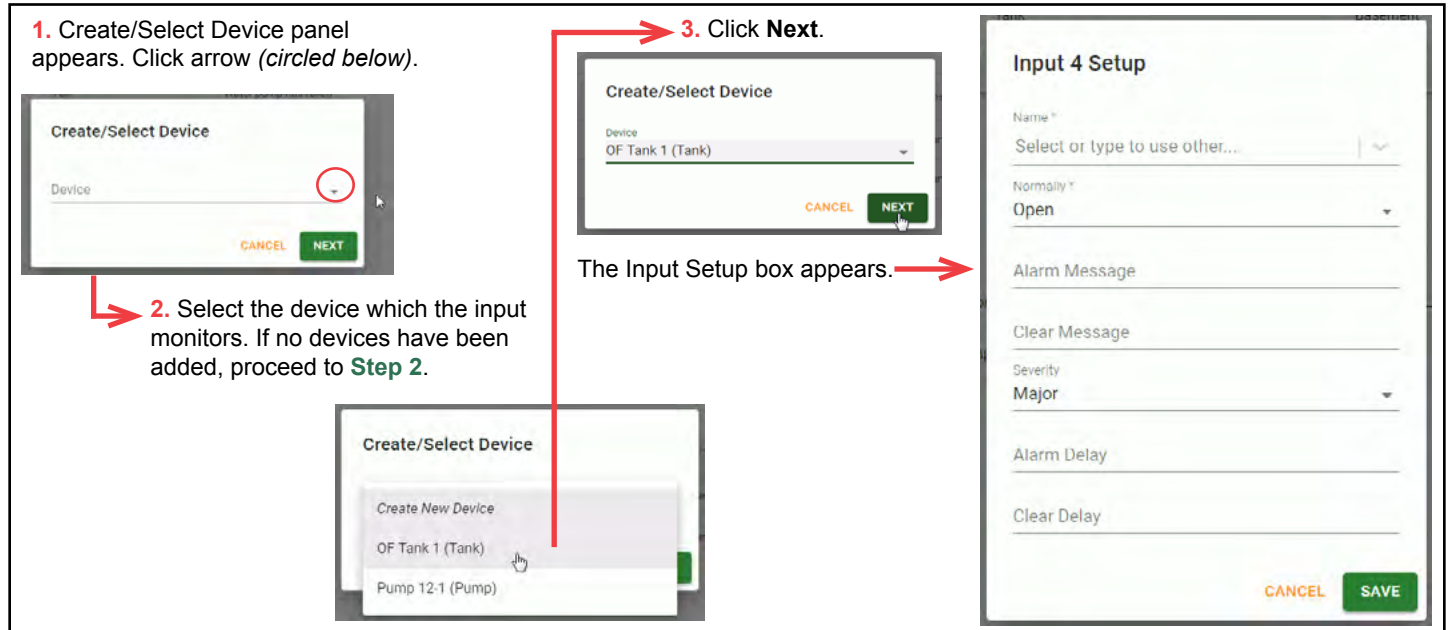 1. Create/Select Device panel
appears. Click arrow (circled below).
Create/Select Device
Device
CANCEL
NEXT
2. Select the device which the input
monitors. If no devices have been
added, proceed to Step 2.
Create/Select Device
Create New Device
OF Tank 1 (Tank)
Pump 12-1 (Pump)
3. Click Next.
Create/Select Device
Device
OF Tank 1 (Tank)
CANCEL
NEXT
The Input Setup box appears.
Tank
basement
Input 4 Setup
Name *
Select or type to use other...
Normally *
Open
Alarm Message
Clear Message
Severity
Major
Alarm Delay
Clear Delay
CANCEL
SAVE